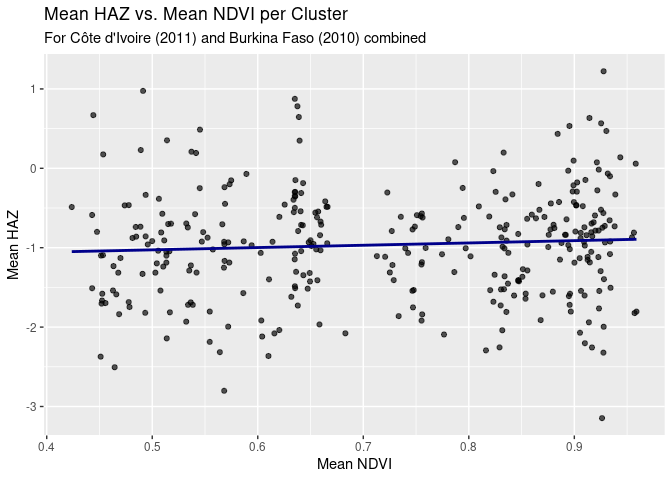 Mean HAZ vs. Mean NDVI per Cluster
For Côte d'Ivoire (2011) and Burkina Faso (2010) combined
Mean HAZ
1
0
-1
-2
-3
0.4 0.5 0.6 0.7 0.8 0.9
Mean NDVI